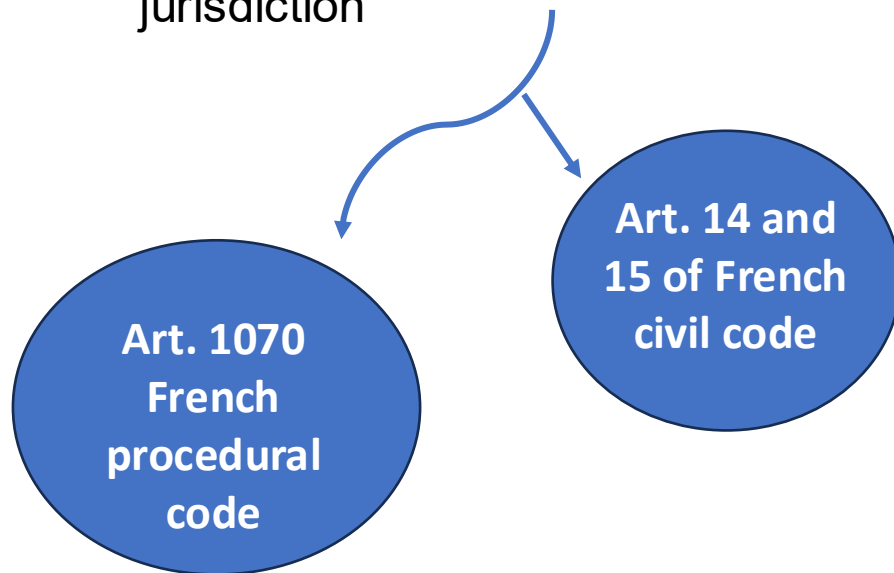 jurisdiction
Art. 14 and
15 of French
civil code
Art. 1070
French
procedural
code